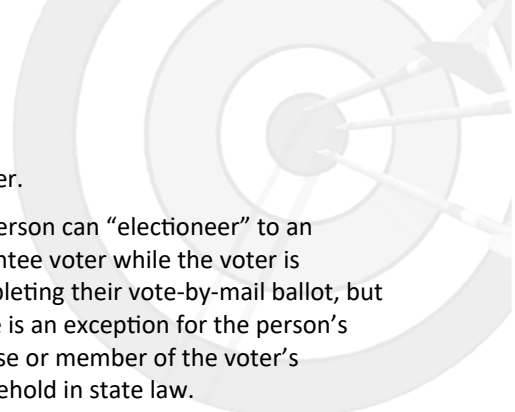 er.
erson can “electioneer” to an
ntee voter while the voter is
pleting their vote-by-mail ballot, but
e is an exception for the person’s
se or member of the voter’s
ehold in state law.